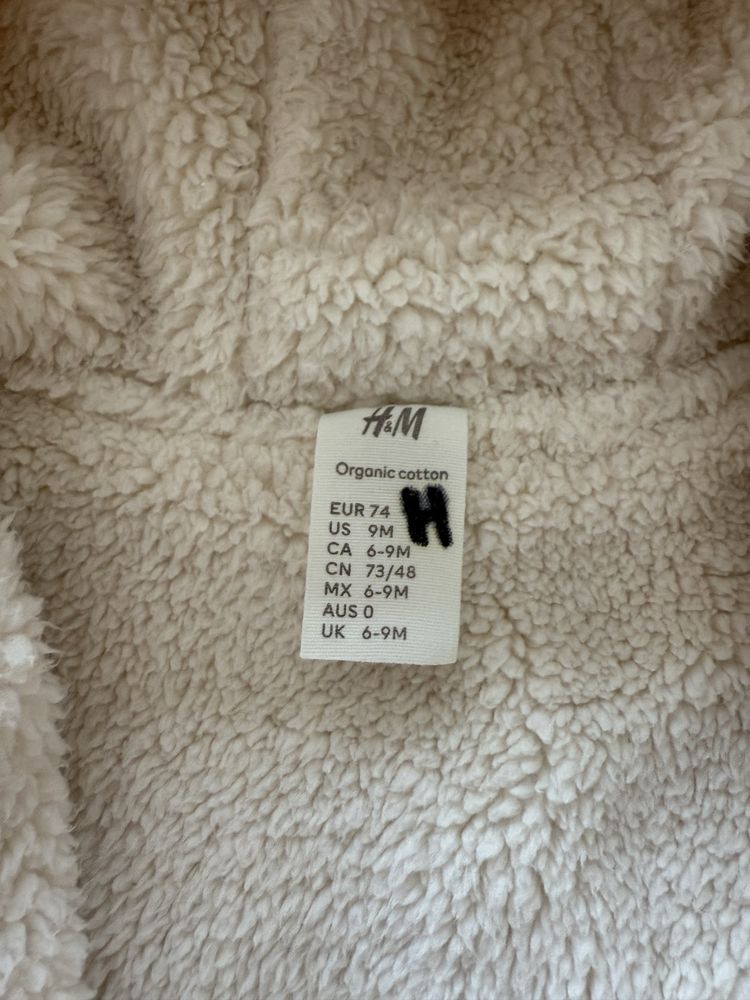 H&M
Organic cotton
H
EUR 74
US 9M
CA 6-9M
CN 73/48
MX 6-9M
AUS 0
UK 6-9M